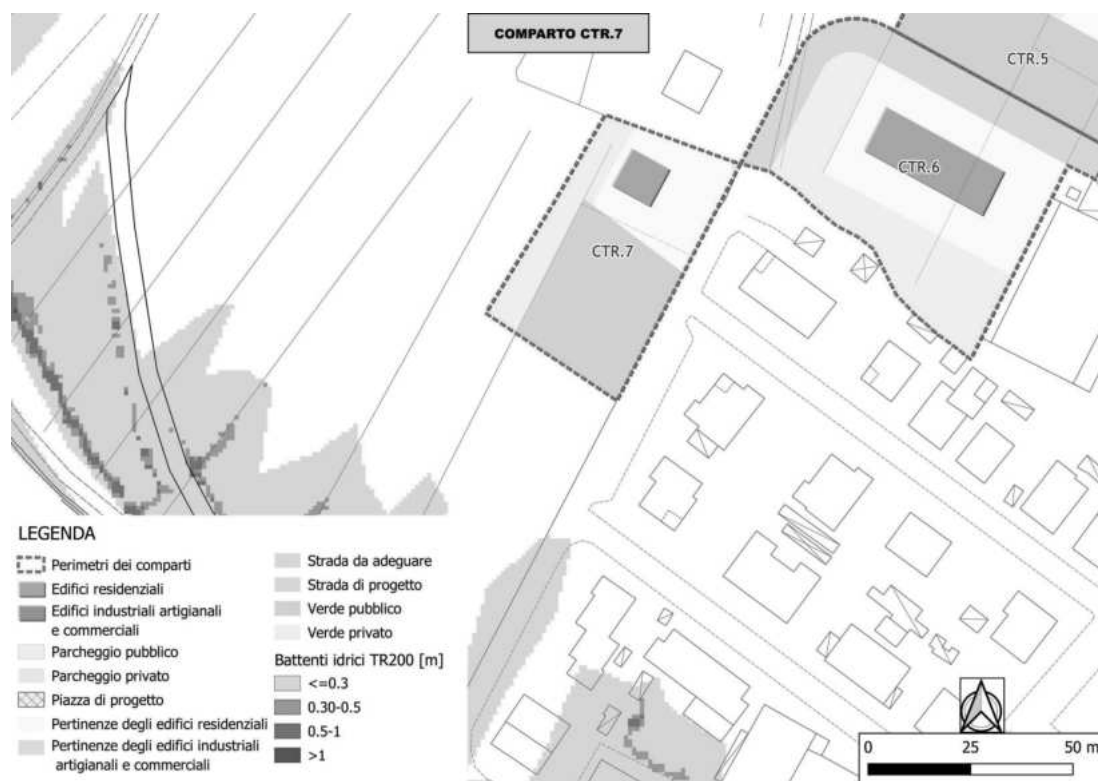 COMPARTO CTR.7
CTR.5
CTR.6
CTR.7
LEGENDA
Perimetri dei comparti
Edifici residenziali
Edifici industriali artigianali
e commerciali
Parcheggio pubblico
Parcheggio privato
Piazza di progetto
Pertinenze degli edifici residenziali
Pertinenze degli edifici industriali
artigianali e commerciali
Strada da adeguare
Strada di progetto
Verde pubblico
Verde privato
Battenti idrici TR200 [m]
<=0.3
0.30-0.5
0.5-1
>1
0 25 50 m